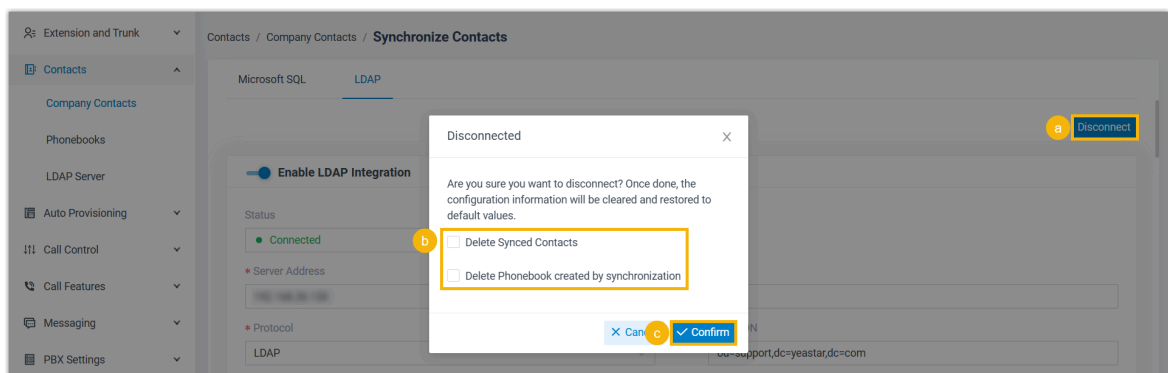 Extension and Trunk
Contacts
Company Contacts
Phonebooks
LDAP Server
Auto Provisioning
Call Control
Call Features
Messaging
PBX Settings
Contacts / Company Contacts / Synchronize Contacts
Microsoft SQL LDAP
a Disconnect
Enable LDAP Integration
Status
Connected
* Server Address
* Protocol
LDAP
ou=support,dc=yeastar,dc=com
Disconnected X
Are you sure you want to disconnect? Once done, the
configuration information will be cleared and restored to
default values.
b Delete Synced Contacts
Delete Phonebook created by synchronization
c Confirm